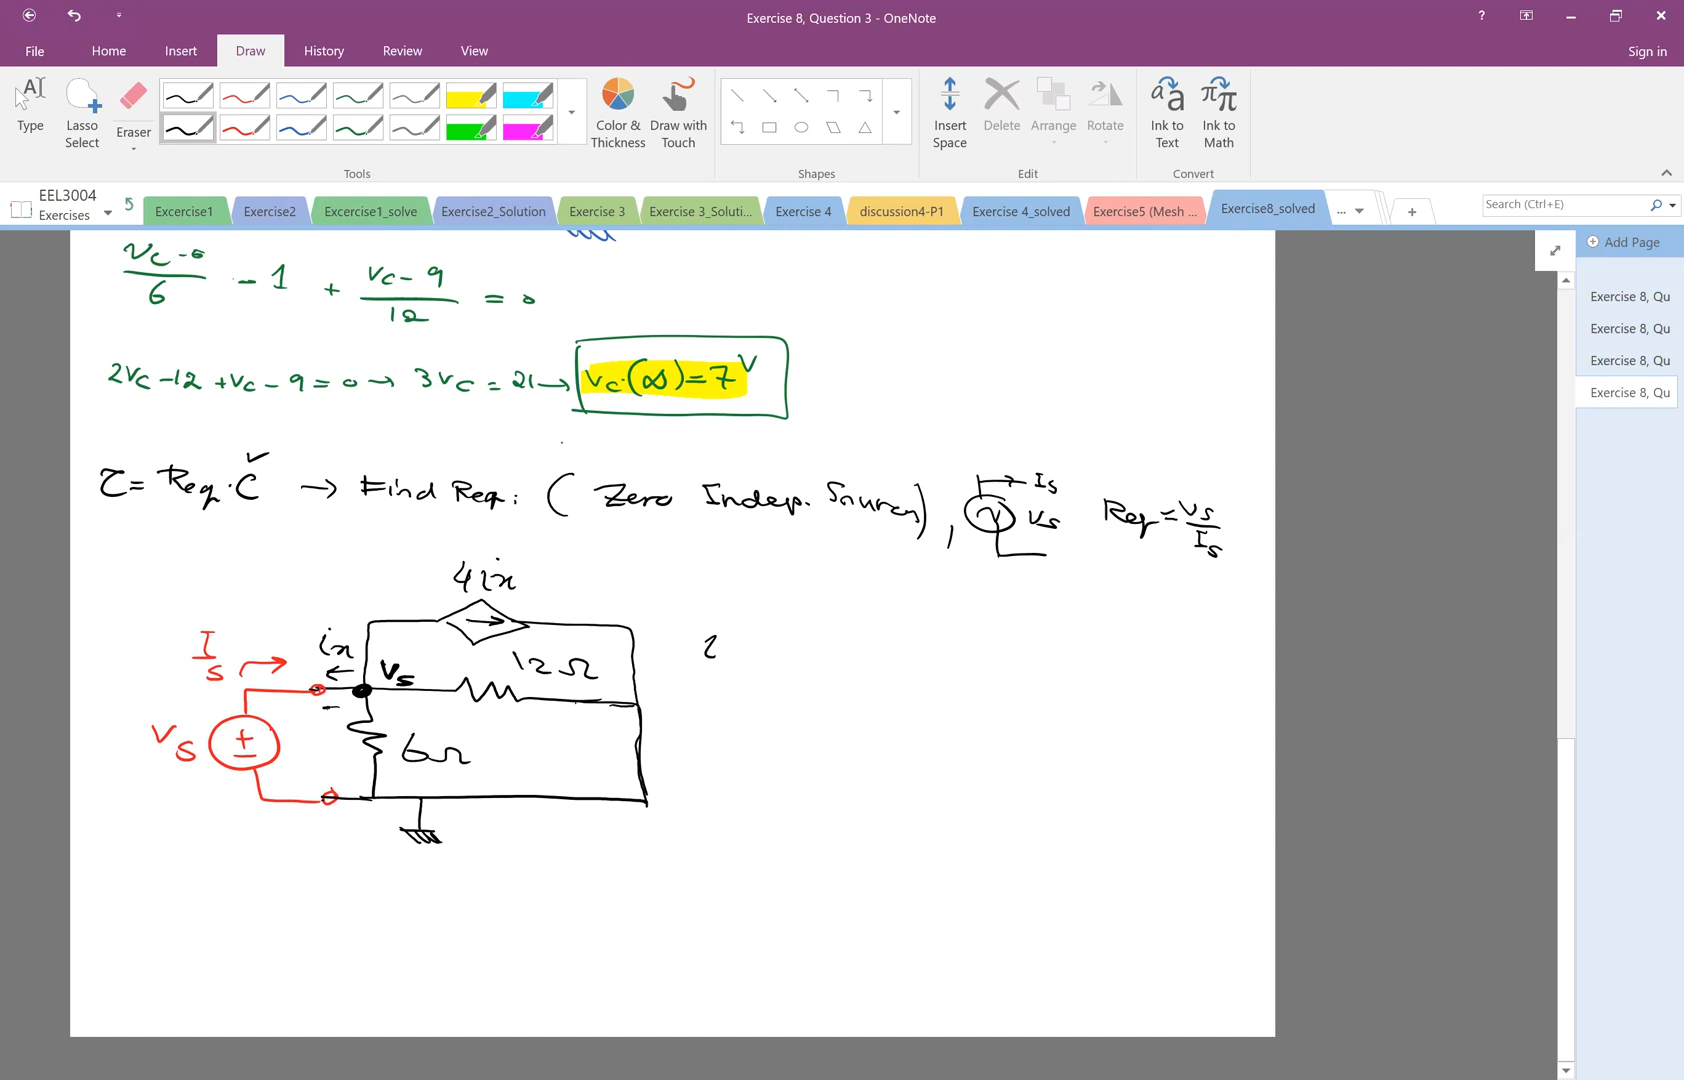 Exercise 8, Question 3 - OneNote
File Home Insert Draw History Review View Sign in
Type Lasso Select Eraser Color & Thickness Draw with Touch Insert Space Delete Arrange Rotate Ink to Text Ink to Math
Tools Shapes Edit Convert
EEL3004 Exercises Excercise1 Exercise2 Excercise1_solve Exercise2_Solution Exercise 3 Exercise 3_Soluti... Exercise 4 discussion4-P1 Exercise 4_solved Exercise5 (Mesh ... Exercise8_solved ... Search (Ctrl+E)
Add Page
Exercise 8, Qu
Exercise 8, Qu
Exercise 8, Qu
Exercise 8, Qu
Vc - 6 / 6 - 1 + Vc - 9 / 12 = 0
2Vc - 12 + Vc - 9 = 0 → 3Vc = 21 → Vc(∞) = 7 V
τ = Req · C ✓ → Find Req: ( Zero Indep. Sources) , Is Vs Req = Vs / Is
4ix
Is ix Vs 12Ω 2
Vs + − 6Ω